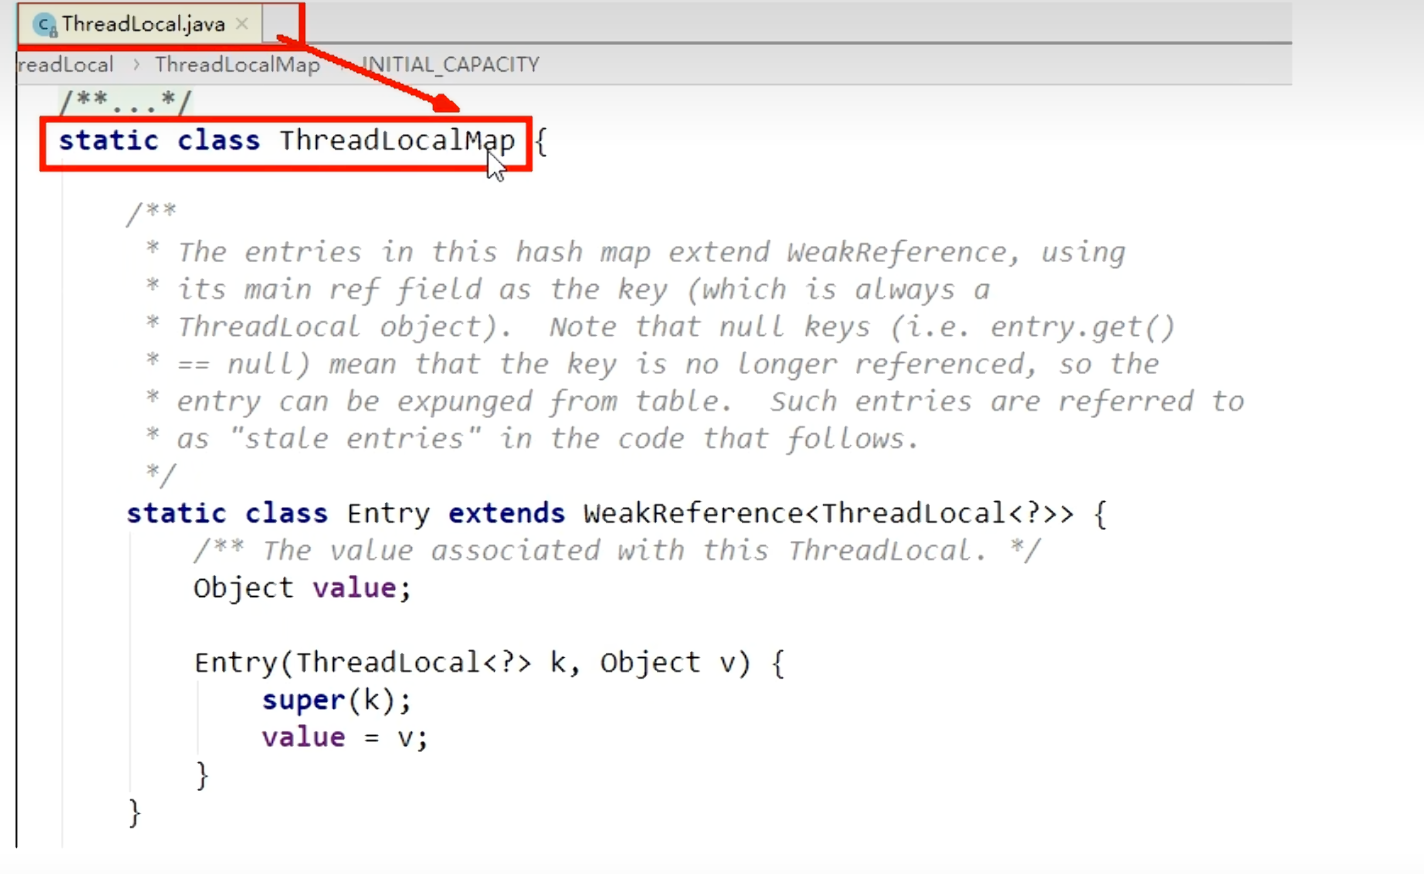 ThreadLocal.java ×
readLocal › ThreadLocalMap INITIAL_CAPACITY
/**...*/
static class ThreadLocalMap {
/**
* The entries in this hash map extend WeakReference, using
* its main ref field as the key (which is always a
* ThreadLocal object).  Note that null keys (i.e. entry.get()
* == null) mean that the key is no longer referenced, so the
* entry can be expunged from table.  Such entries are referred to
* as "stale entries" in the code that follows.
*/
static class Entry extends WeakReference<ThreadLocal<?>> {
/** The value associated with this ThreadLocal. */
Object value;
Entry(ThreadLocal<?> k, Object v) {
super(k);
value = v;
}
}